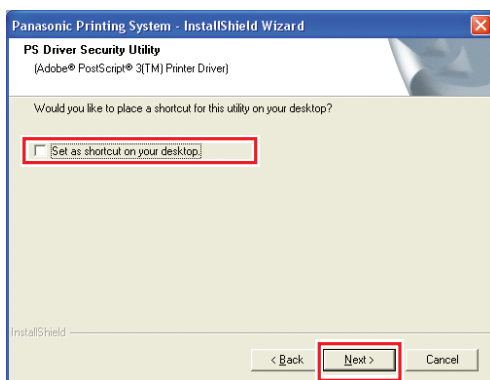 Panasonic Printing System - InstallShield Wizard
PS Driver Security Utility
(Adobe® PostScript® 3(TM) Printer Driver)
Would you like to place a shortcut for this utility on your desktop?
Set as shortcut on your desktop.
InstallShield
< Back Next > Cancel